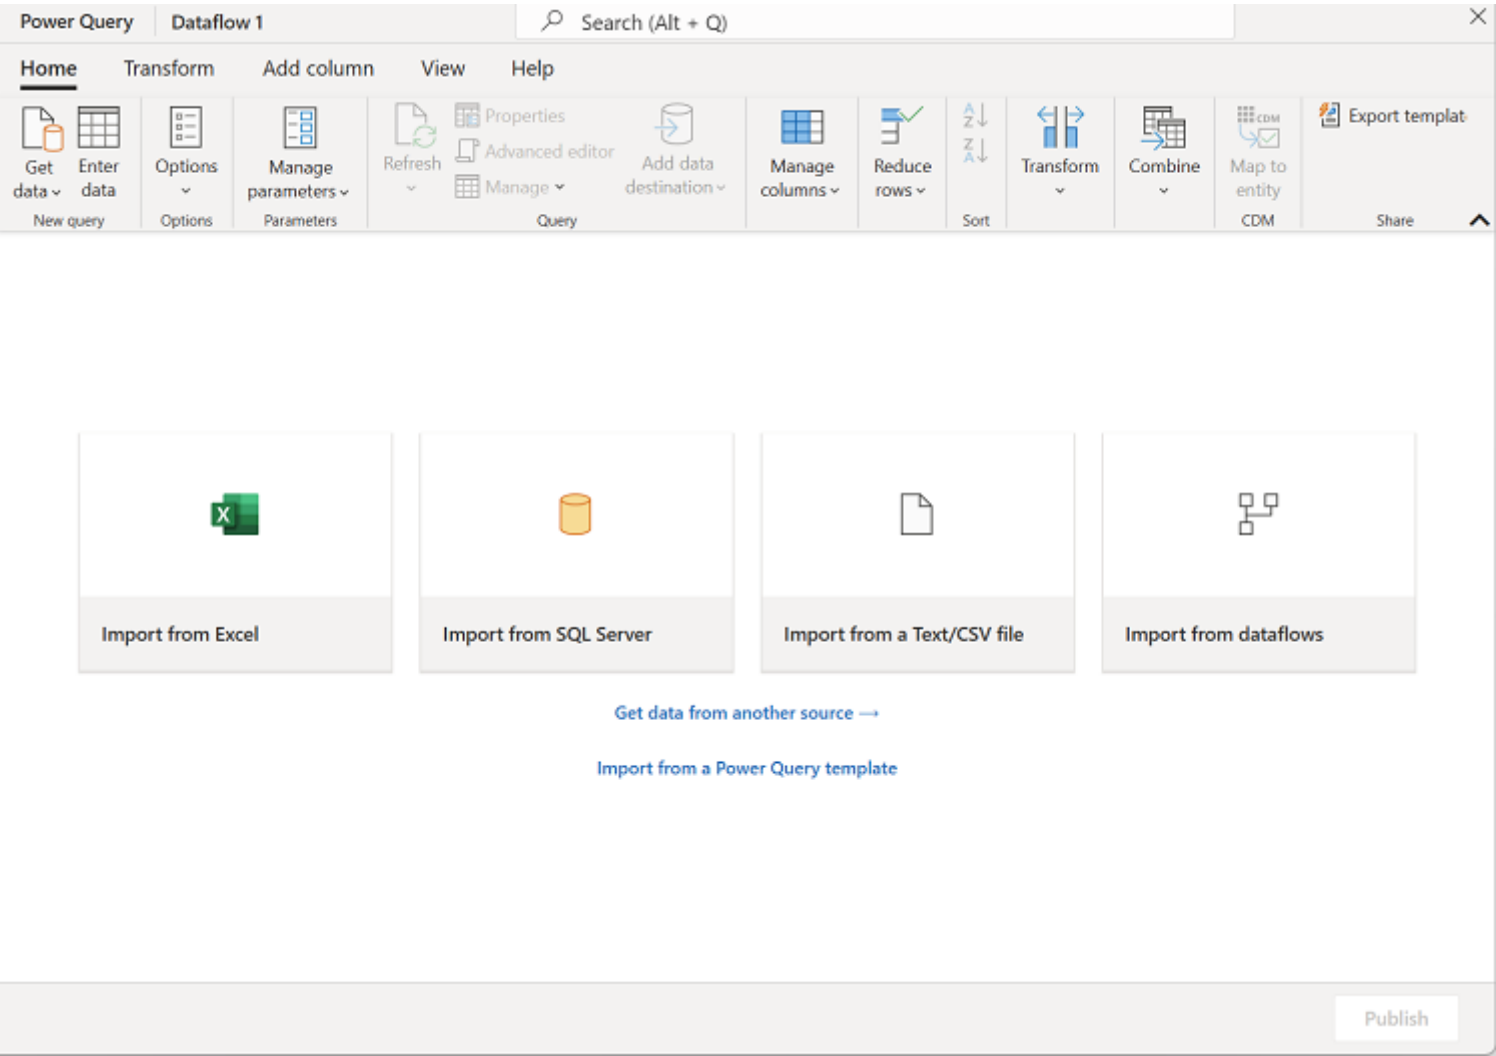 Power Query
Dataflow 1
Search (Alt + Q)
Home
Transform
Add column
View
Help
Get
data
Enter
data
New query
Options
Options
Manage
parameters
Parameters
Refresh
Properties
Advanced editor
Manage
Add data
destination
Query
Manage
columns
Reduce
rows
A
Z
Z
A
Sort
Transform
Combine
CDM
Map to
entity
CDM
Export templat
Share
X
Import from Excel
Import from SQL Server
Import from a Text/CSV file
Import from dataflows
Get data from another source →
Import from a Power Query template
Publish